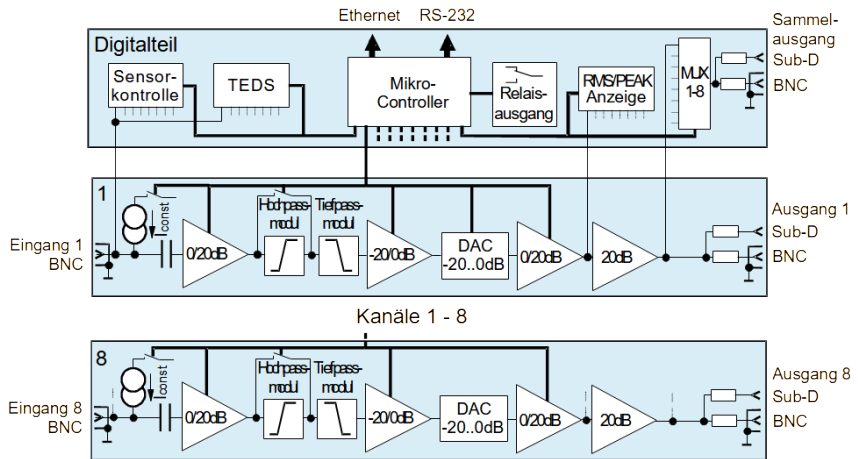 Ethernet RS-232
Digitalteil
Sensor-
kontrolle
TEDS
Mikro-
Controller
Relais-
ausgang
RMS/PEAK
Anzeige
MUX
1-8
Sammel-
ausgang
Sub-D
BNC
1
Eingang 1
BNC
Iconst
0/20dB
Hochpass-
modul
Tiefpass-
modul
-20/0dB
DAC
-20..0dB
0/20dB
20dB
Ausgang 1
Sub-D
BNC
Kanäle 1 - 8
8
Eingang 8
BNC
Iconst
0/20dB
Hochpass-
modul
Tiefpass-
modul
-20/0dB
DAC
-20..0dB
0/20dB
20dB
Ausgang 8
Sub-D
BNC